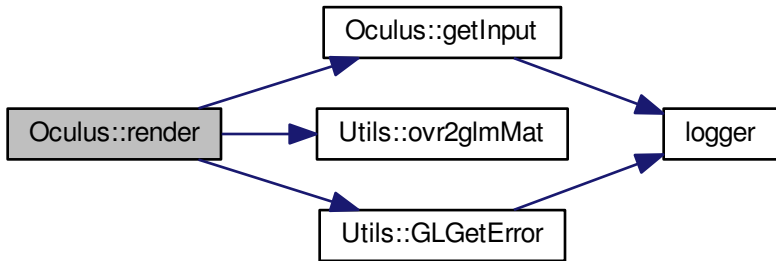 Oculus::getInput
Oculus::render
Utils::ovr2glmMat
logger
Utils::GLGetError